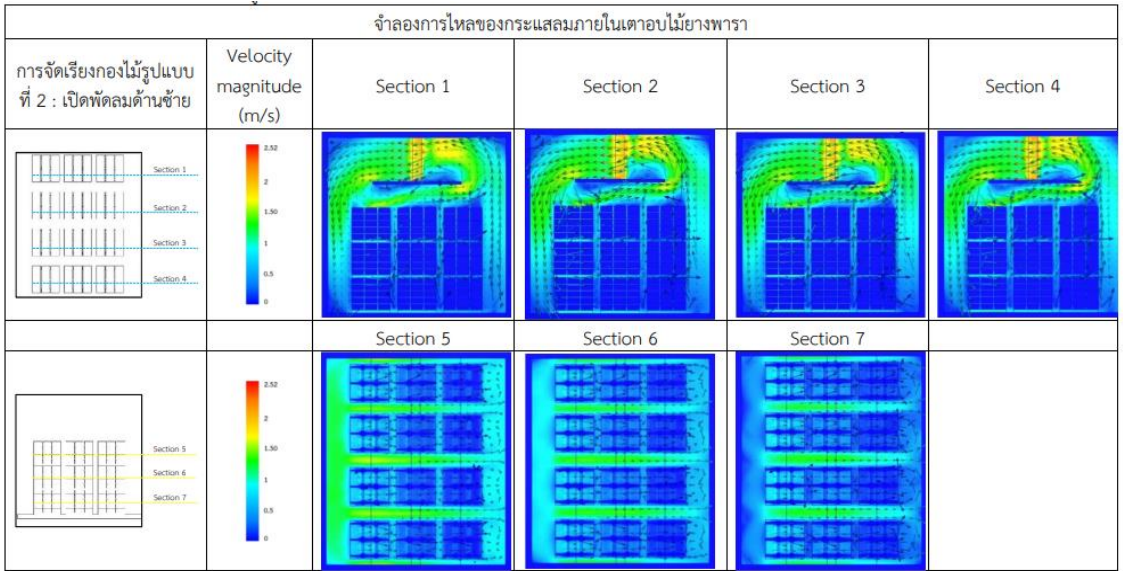 จำลองการไหลของกระแสลมภายในเตาอบไม้ยางพารา
การจัดเรียงกองไม้รูปแบบ
ที่ 2 : เปิดพัดลมด้านซ้าย
Velocity
magnitude
(m/s)
Section 1
Section 2
Section 3
Section 4
Section 1
Section 2
Section 3
Section 4
2.52
2
1.50
1
0.5
0
Section 5
Section 6
Section 7
Section 5
Section 6
Section 7
2.52
2
1.50
1
0.5
0